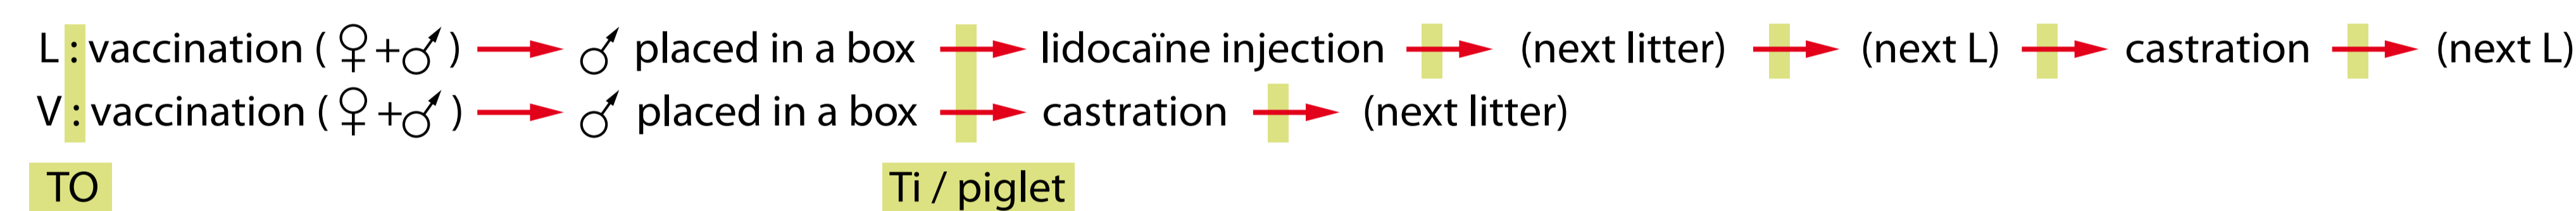 L : vaccination ( ♀+♂ ) → ♂ placed in a box → lidocaïne injection → (next litter) → (next L) → castration → (next L)
V : vaccination ( ♀+♂ ) → ♂ placed in a box → castration → (next litter)
TO Ti / piglet